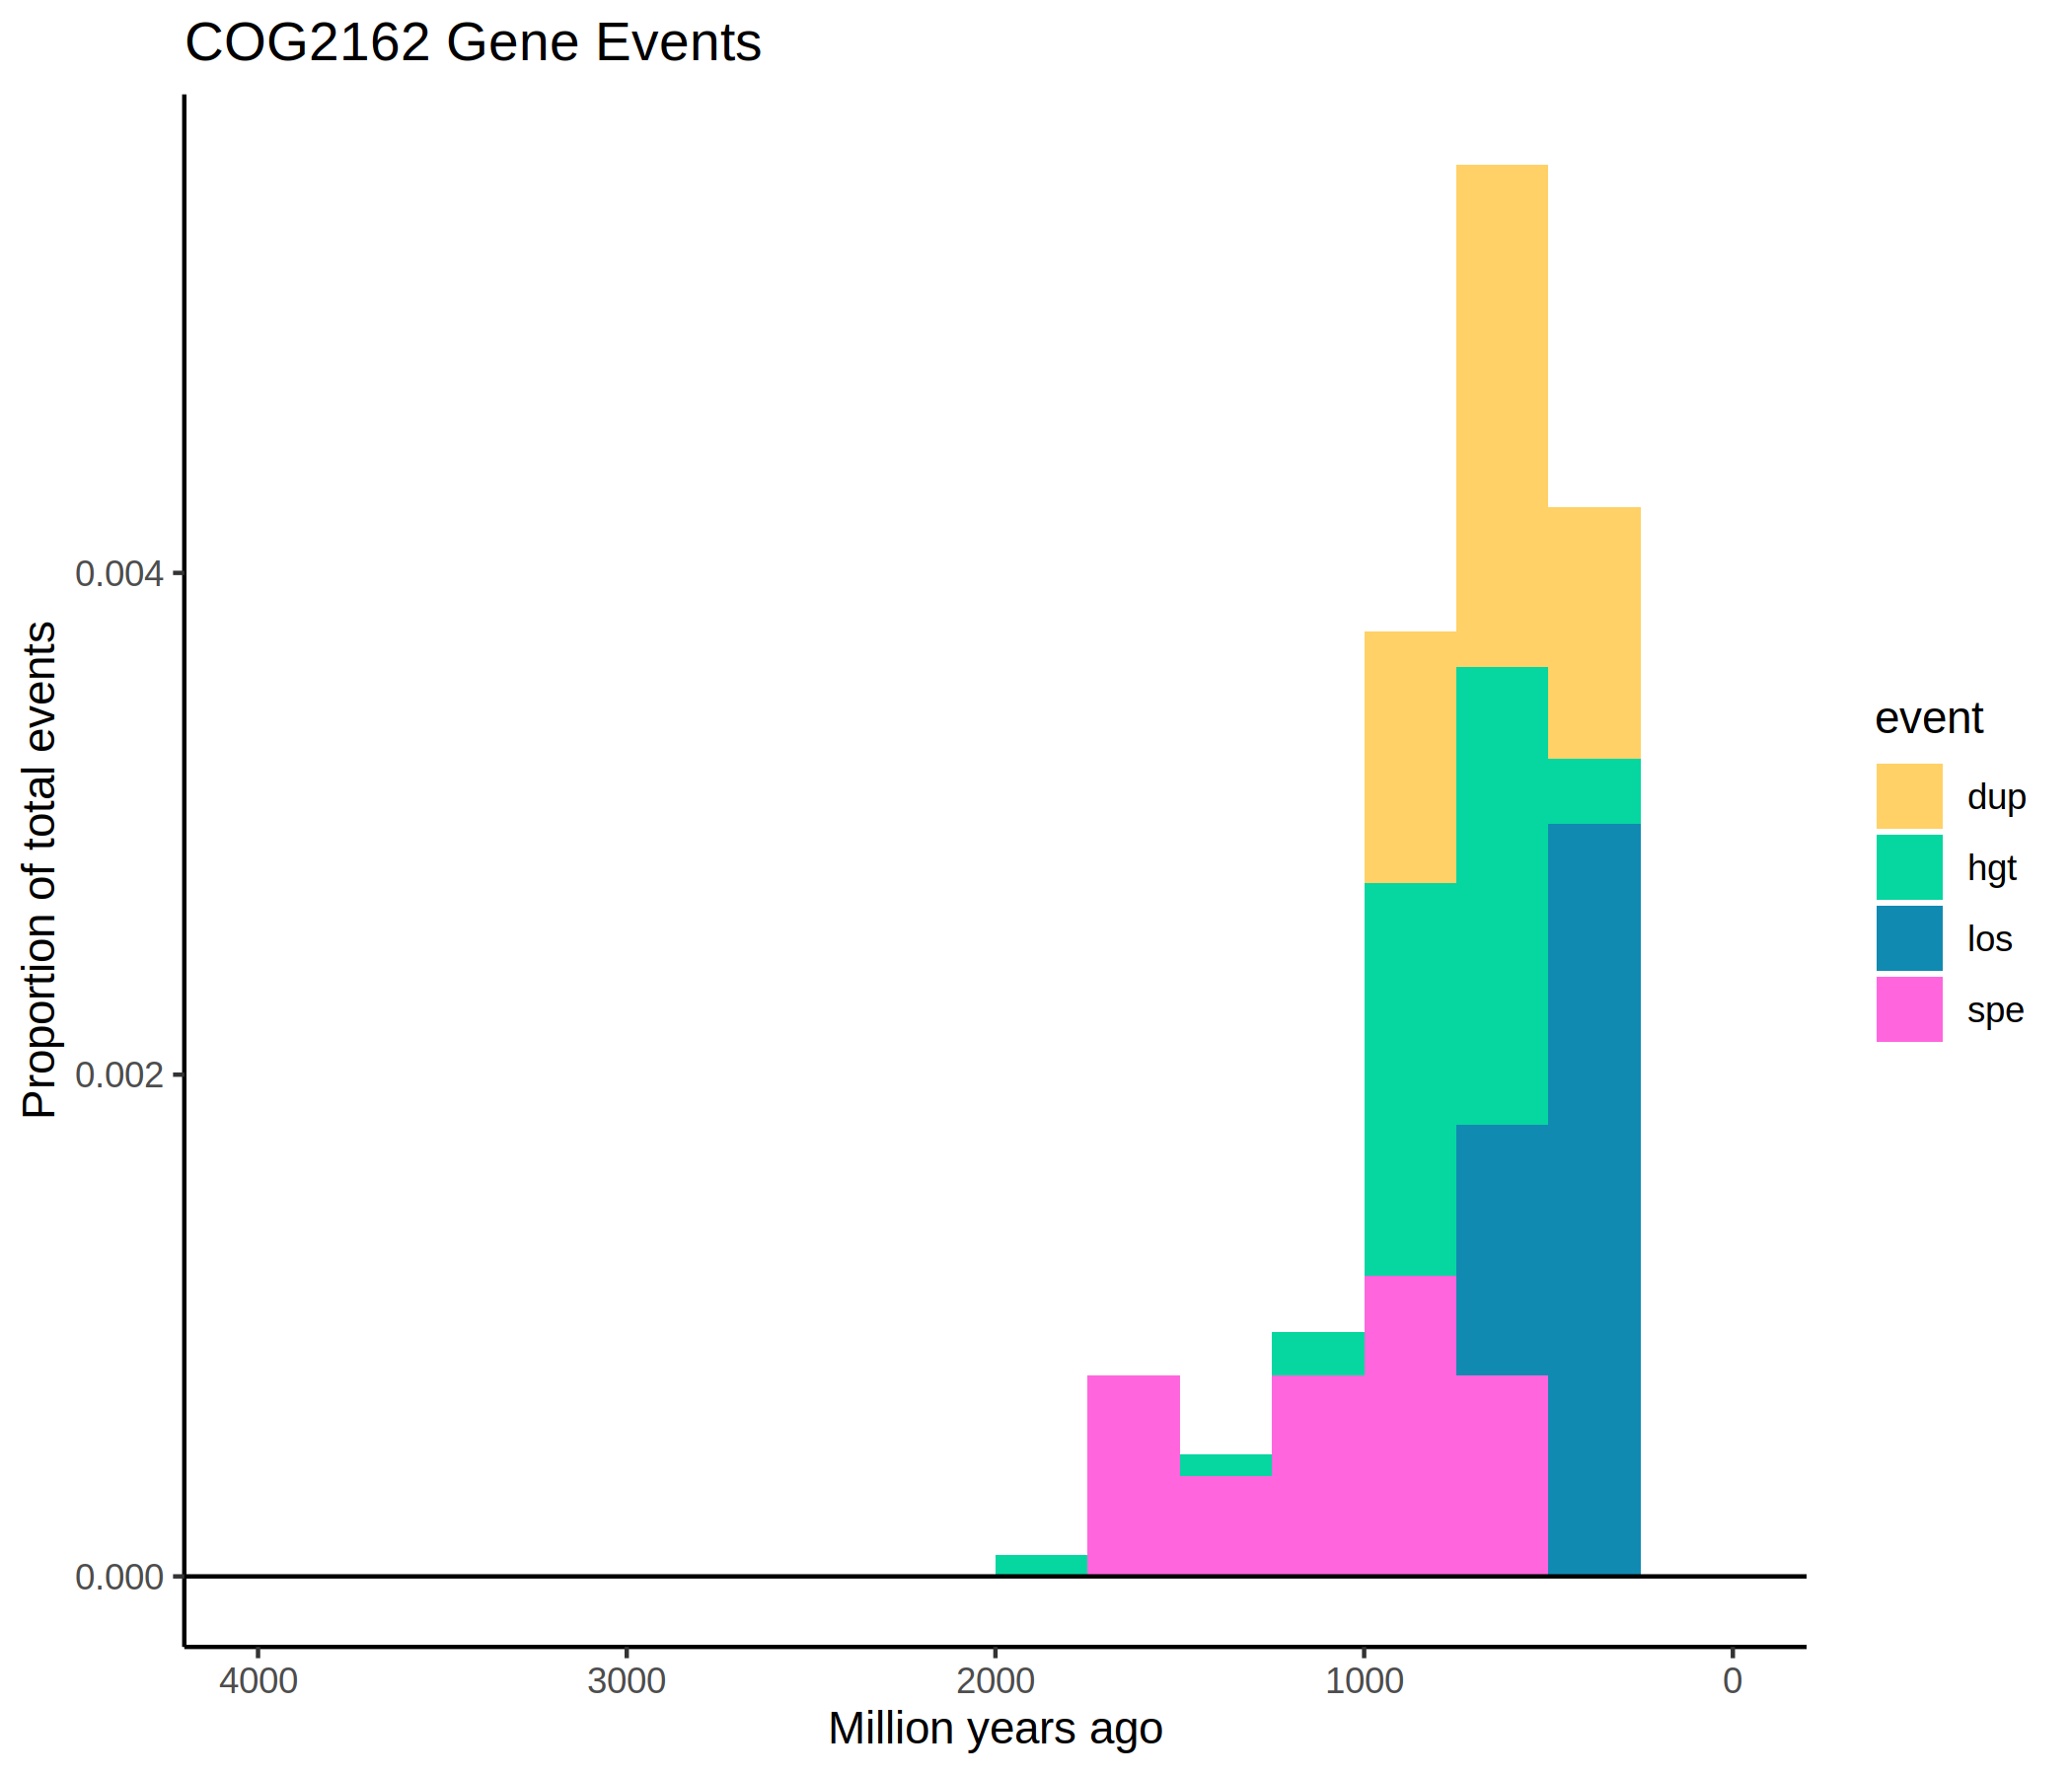 COG2162 Gene Events
Proportion of total events
0.004
0.002
0.000
4000 3000 2000 1000 0
Million years ago
event
dup
hgt
los
spe